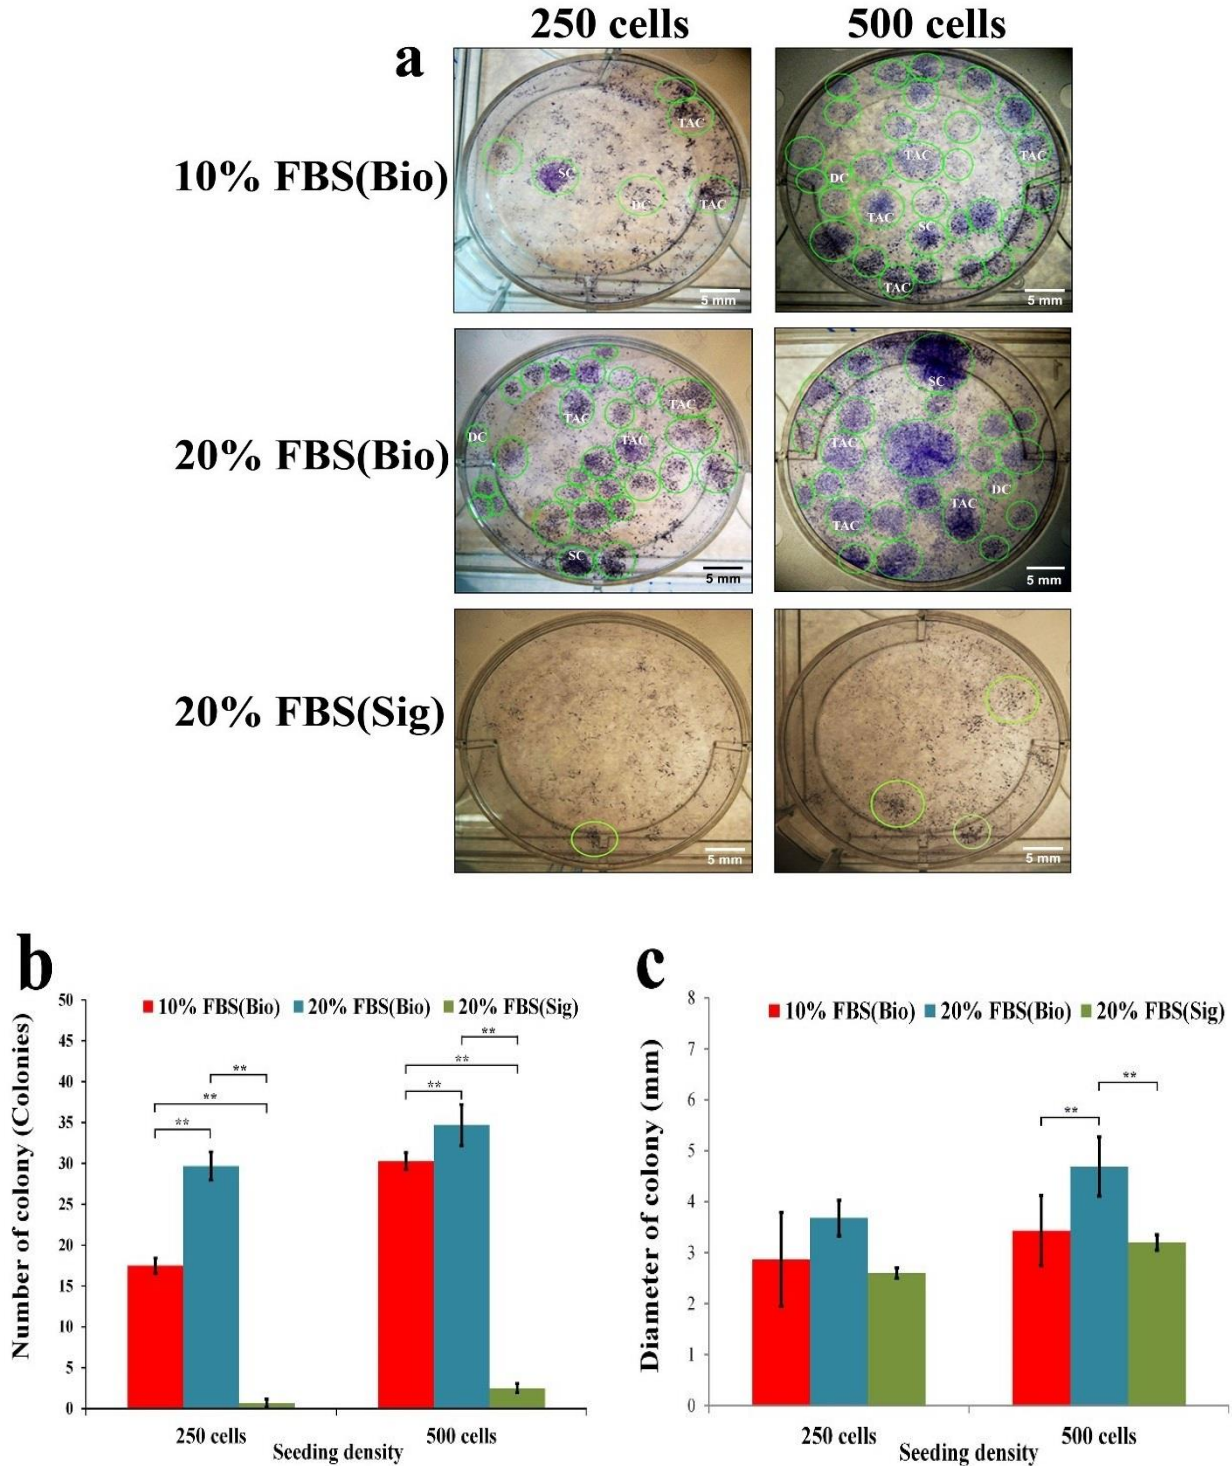 a
250 cells 500 cells
10% FBS(Bio)
TAC
SC
DC
TAC
5 mm
TAC
TAC
DC
TAC
SC
TAC
5 mm
20% FBS(Bio)
TAC
TAC
DC
TAC
SC
5 mm
SC
TAC
DC
TAC
TAC
5 mm
20% FBS(Sig)
5 mm
5 mm
b
10% FBS(Bio) 20% FBS(Bio) 20% FBS(Sig)
Number of colony (Colonies)
50
45
40
35
30
25
20
15
10
5
0
**
**
**
**
**
**
250 cells 500 cells
Seeding density
c
10% FBS(Bio) 20% FBS(Bio) 20% FBS(Sig)
Diameter of colony (mm)
8
7
6
5
4
3
2
1
0
**
**
250 cells 500 cells
Seeding density